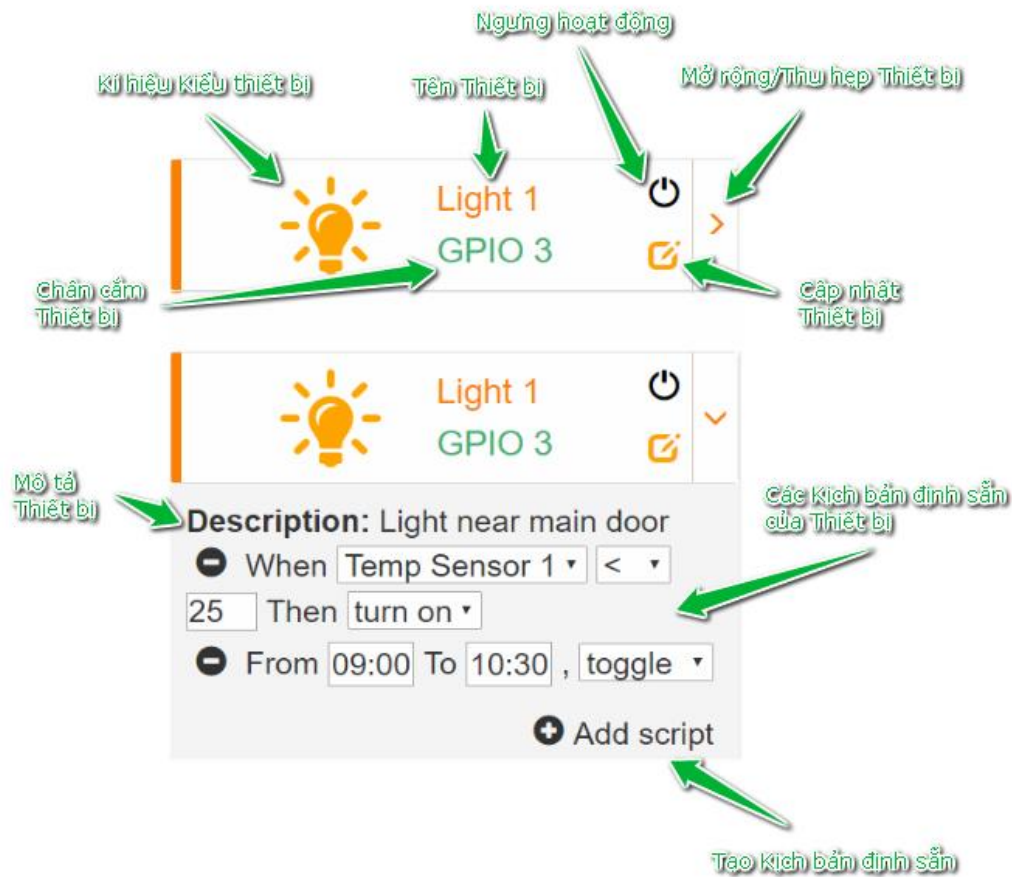 Ngưng hoạt động
Kí hiệu Kiểu thiết bị
Tên Thiết bị
Mở rộng/Thu hẹp Thiết bị
Light 1
GPIO 3
Chân cắm
Thiết bị
Cập nhật
Thiết bị
Light 1
GPIO 3
Mô tả
Thiết bị
Các Kịch bản định sẵn
của Thiết bị
Description: Light near main door
When Temp Sensor 1 <
25 Then turn on
From 09:00 To 10:30 , toggle
Add script
Tạo Kịch bản định sẵn